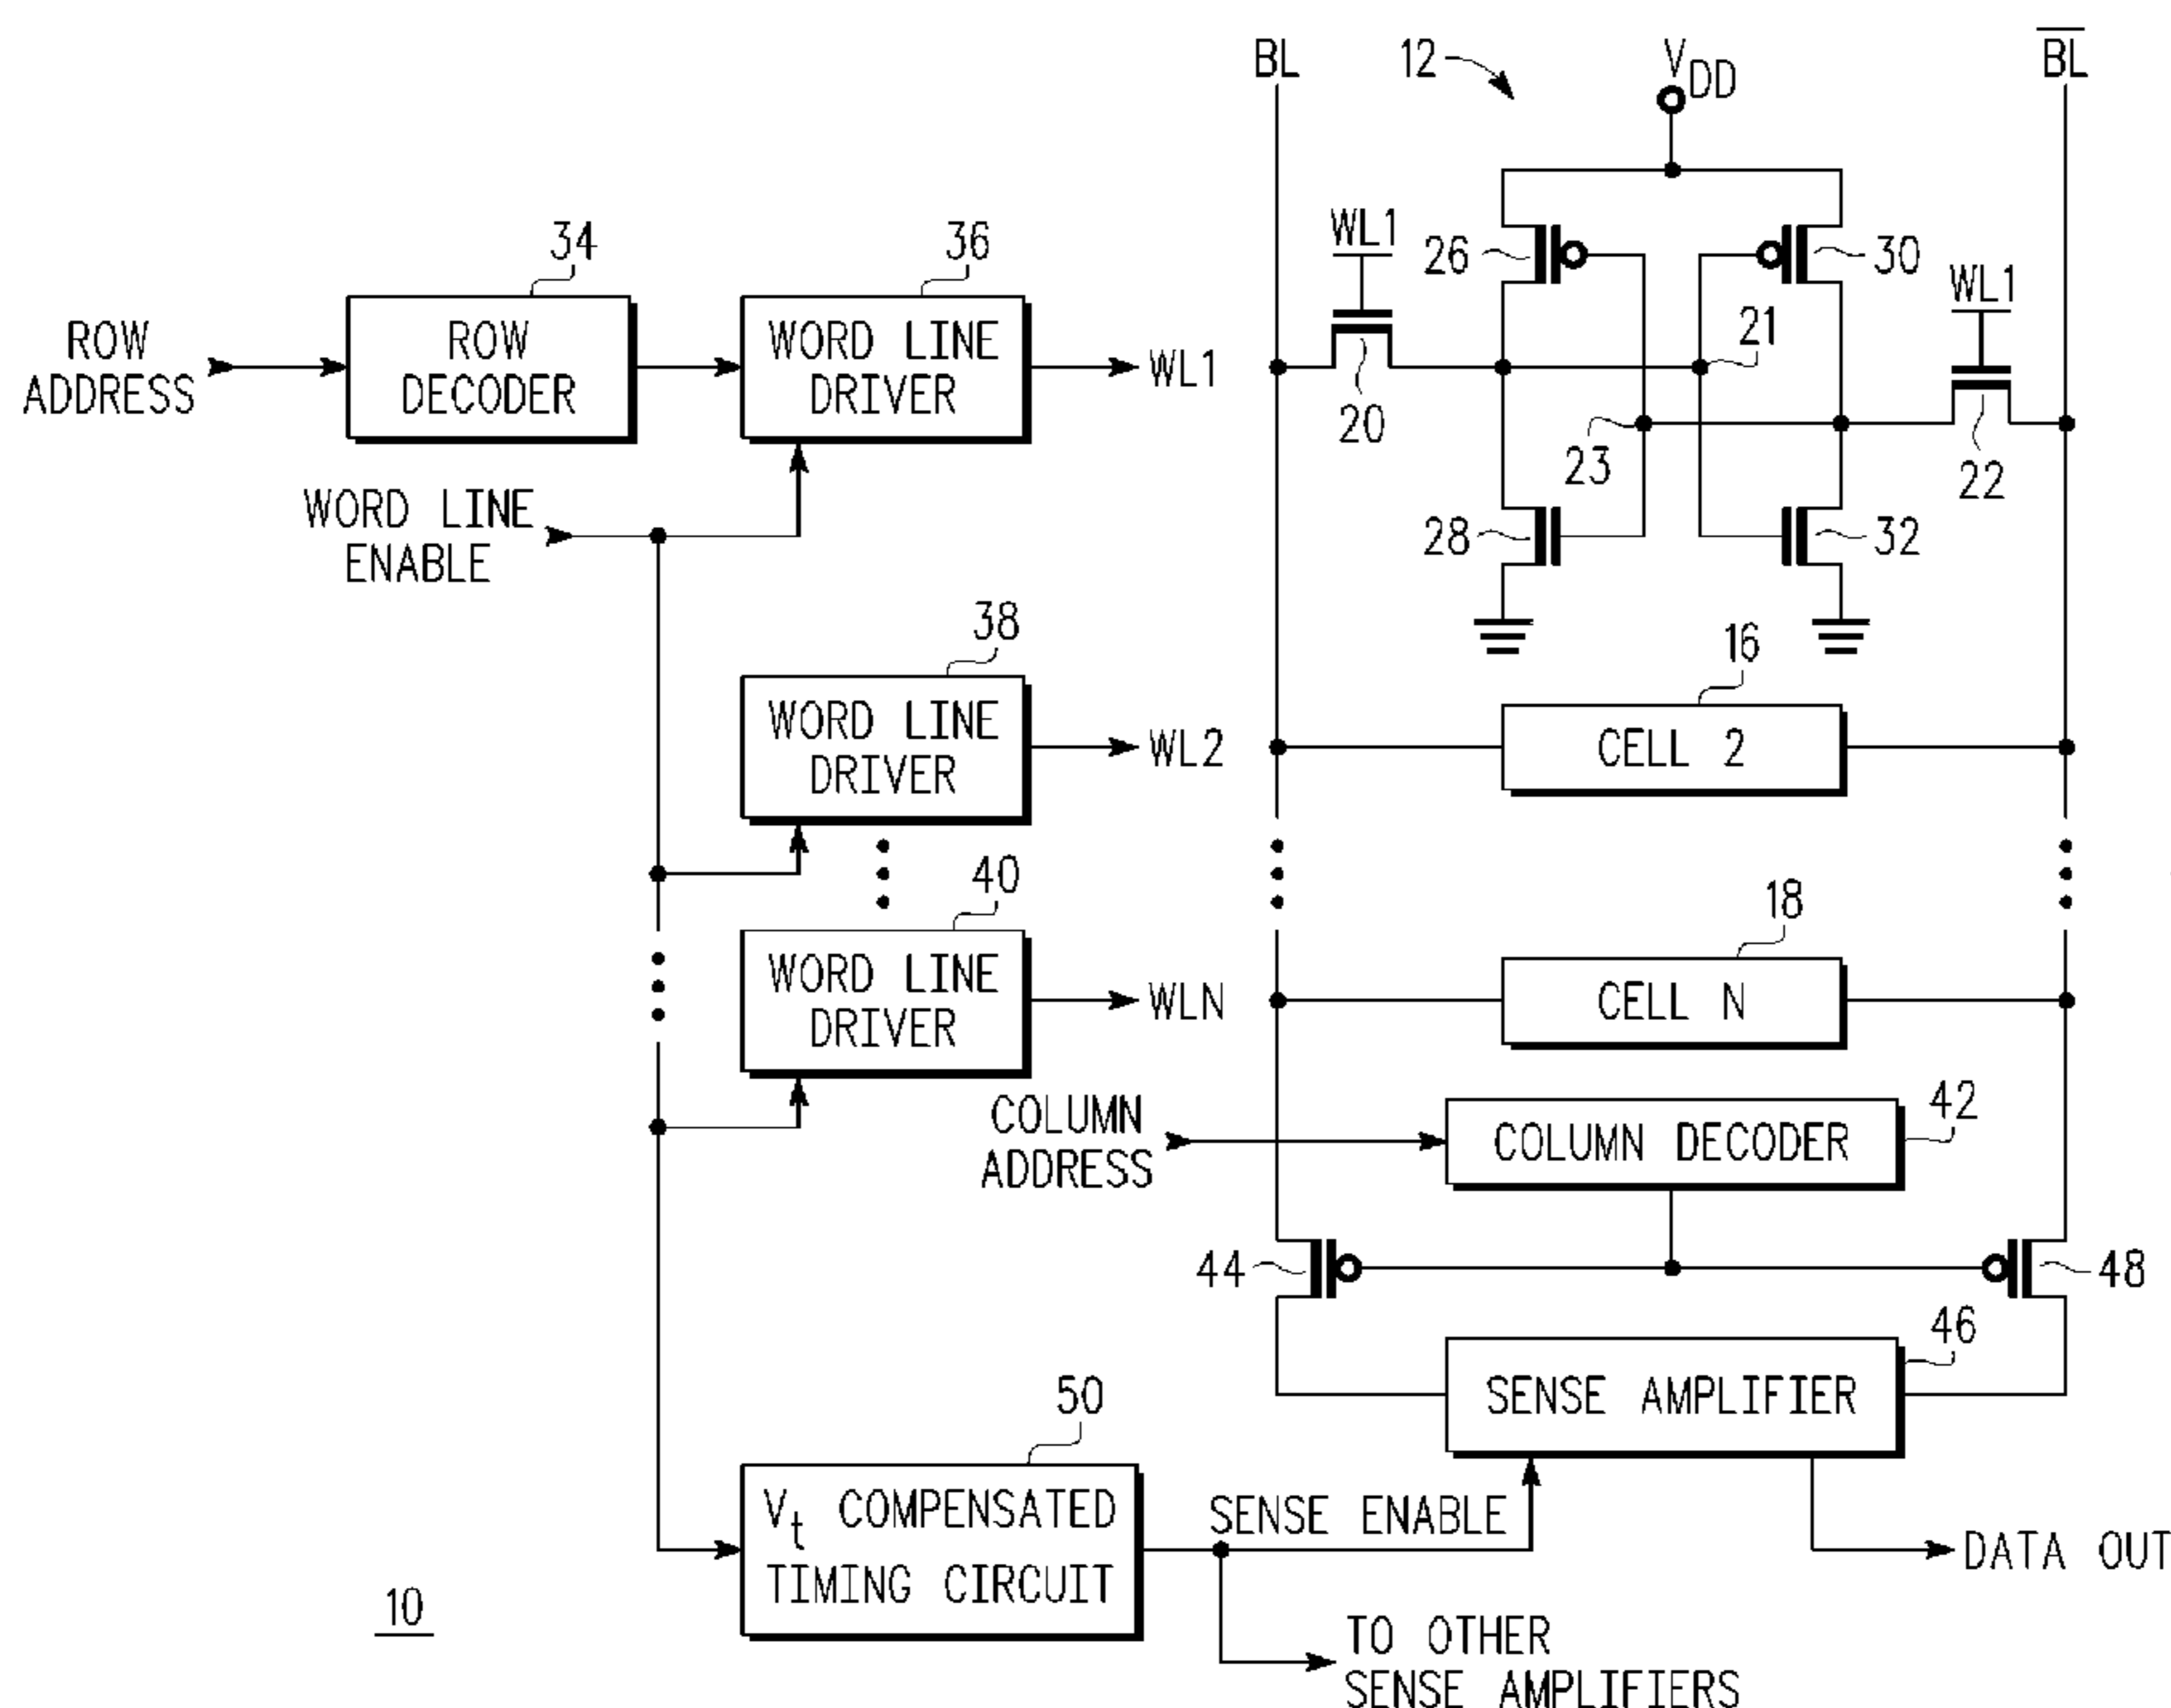 BL
12
VDD
BL
34
36
WL1
26
30
WL1
21
ROW
ADDRESS
ROW
DECODER
WORD LINE
DRIVER
WL1
20
23
22
WORD LINE
ENABLE
28
32
38
16
WORD LINE
DRIVER
WL2
CELL 2
40
18
WORD LINE
DRIVER
WLN
CELL N
COLUMN
ADDRESS
42
COLUMN DECODER
44
48
46
SENSE AMPLIFIER
50
Vt COMPENSATED
TIMING CIRCUIT
SENSE ENABLE
DATA OUT
10
TO OTHER
SENSE AMPLIFIERS